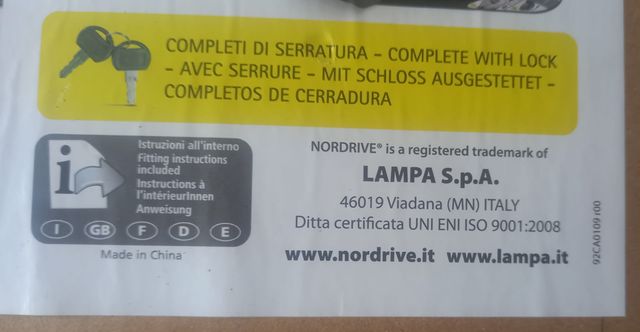 COMPLETI DI SERRATURA – COMPLETE WITH LOCK
– AVEC SERRURE – MIT SCHLOSS AUSGESTETTET –
COMPLETOS DE CERRADURA
i
Istruzioni all'interno
Fitting instructions
included
Instructions à
l'intérieurInnen
Anweisung
I GB F D E
Made in China
NORDRIVE® is a registered trademark of
LAMPA S.p.A.
46019 Viadana (MN) ITALY
Ditta certificata UNI ENI ISO 9001:2008
www.nordrive.it www.lampa.it
92CA0109 r00